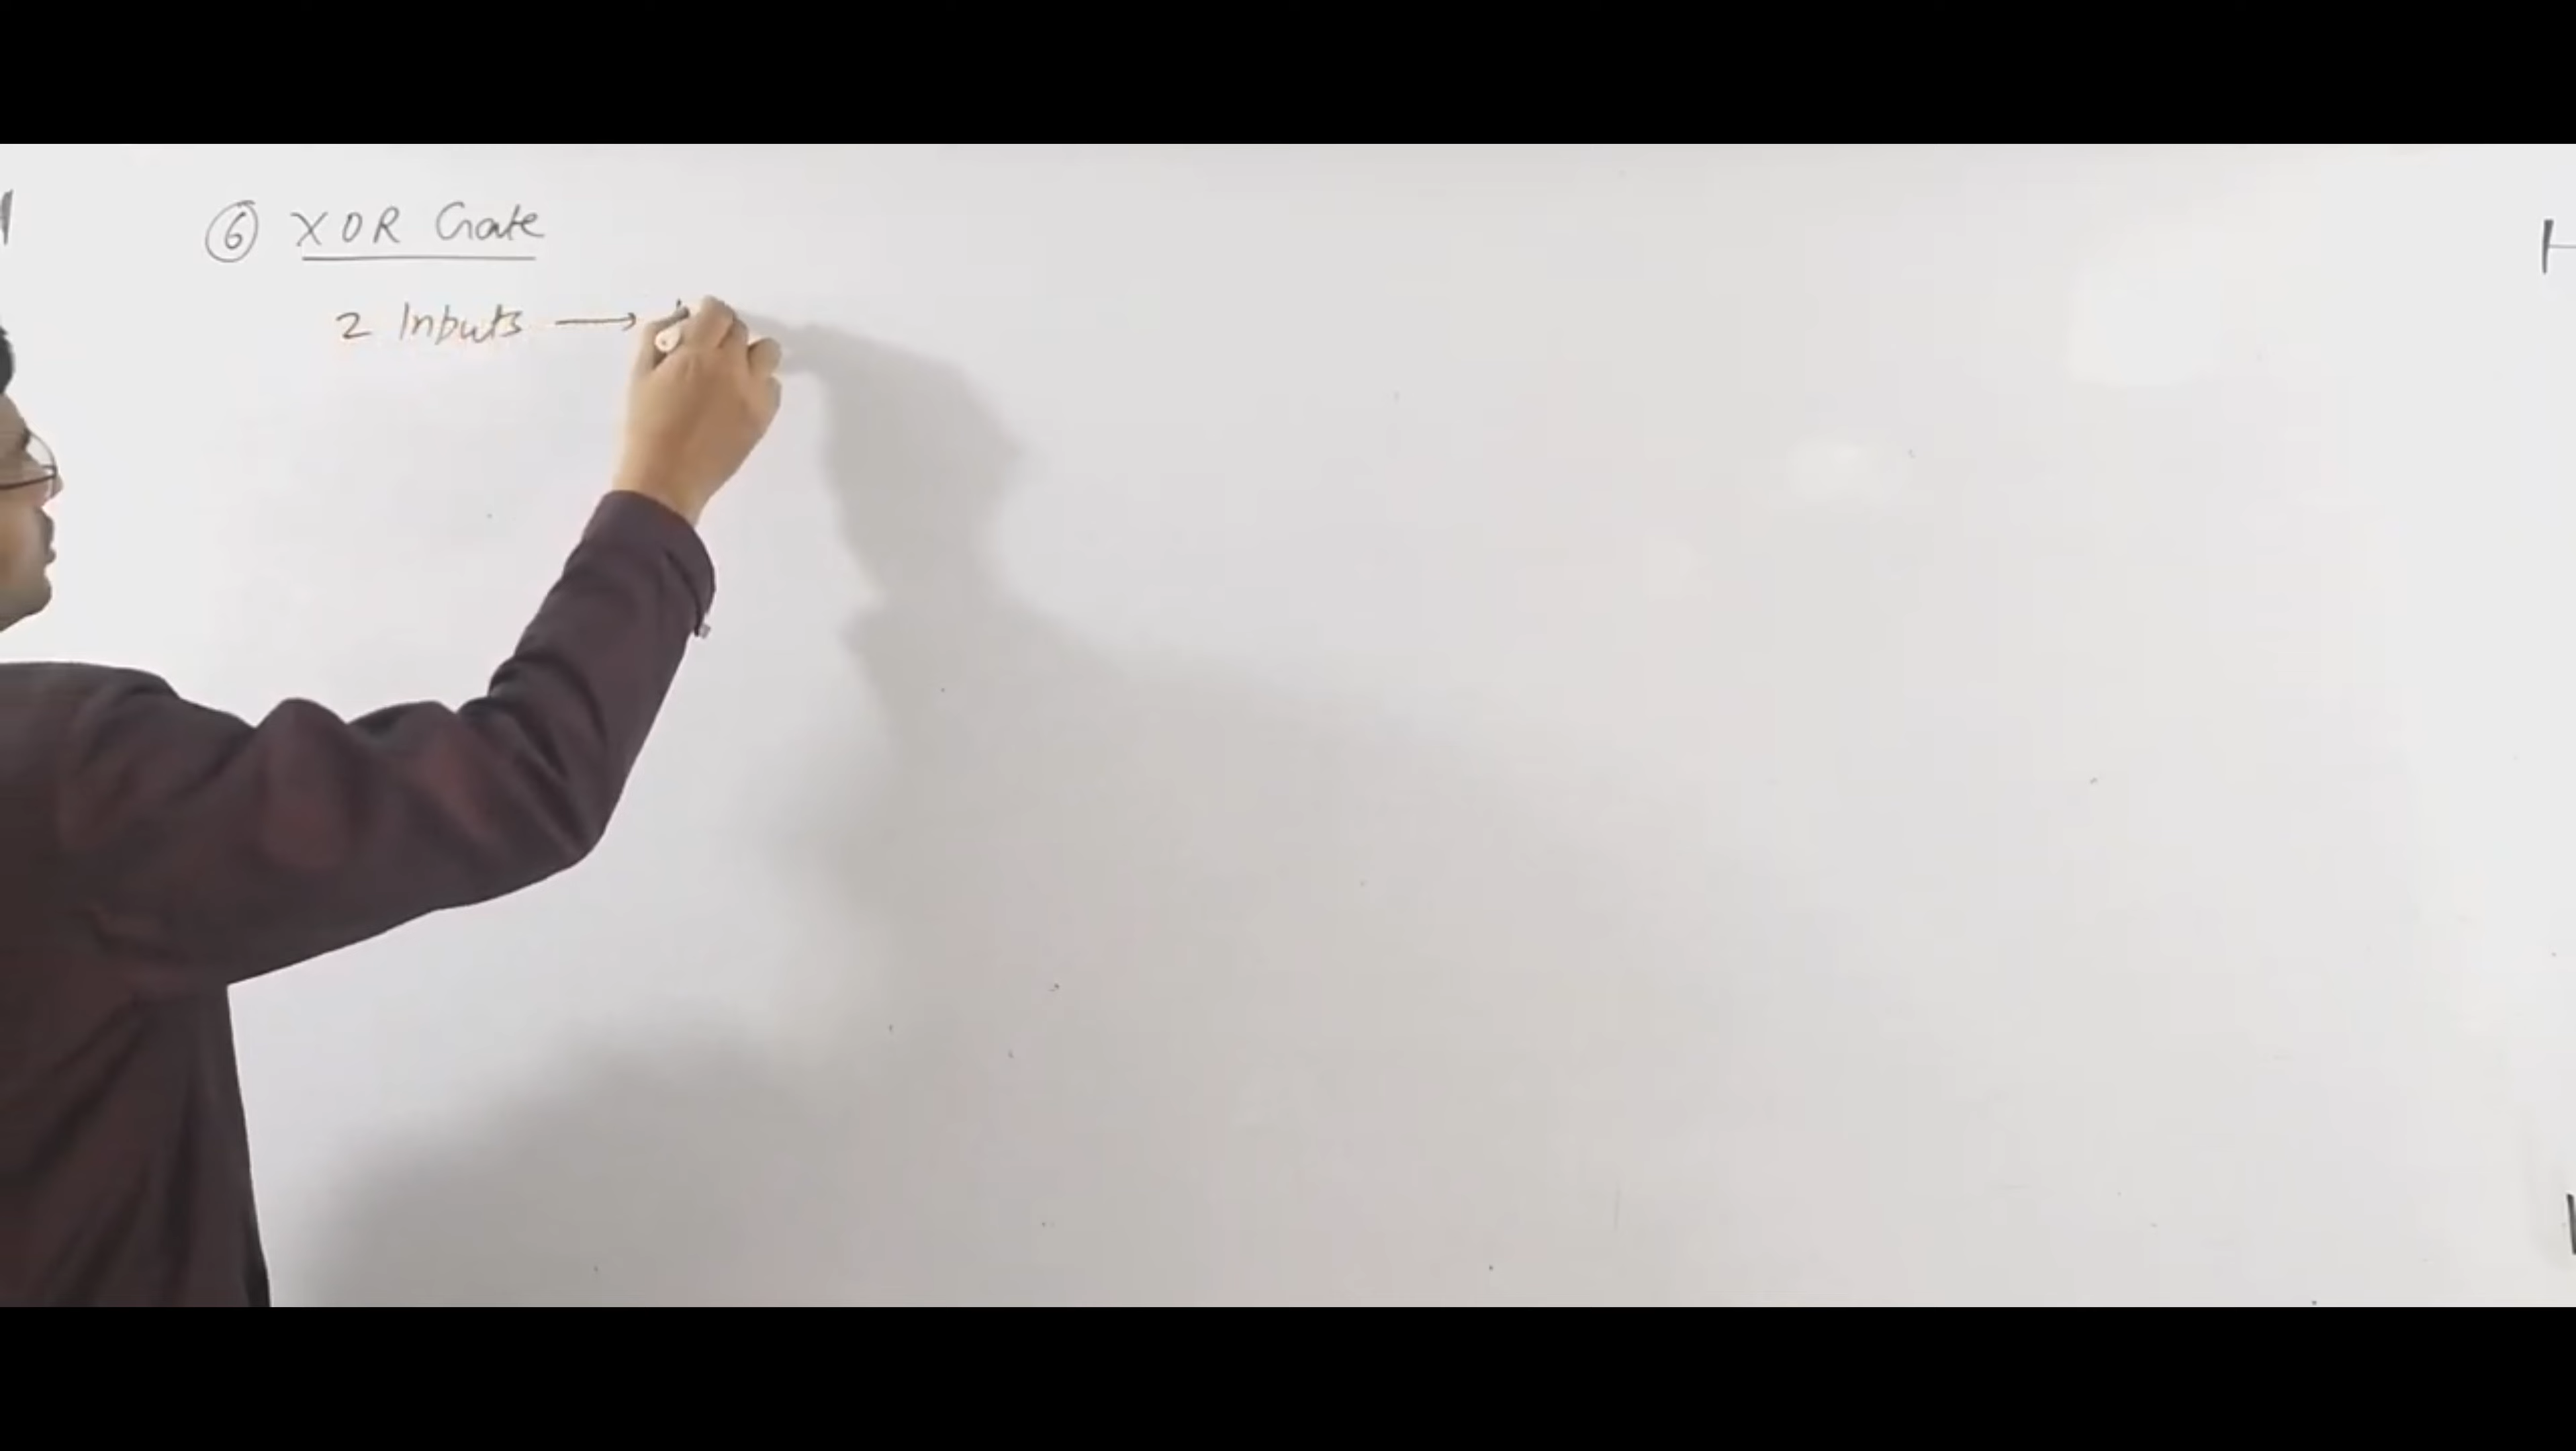 ⑥ XOR Gate
2 Inputs →